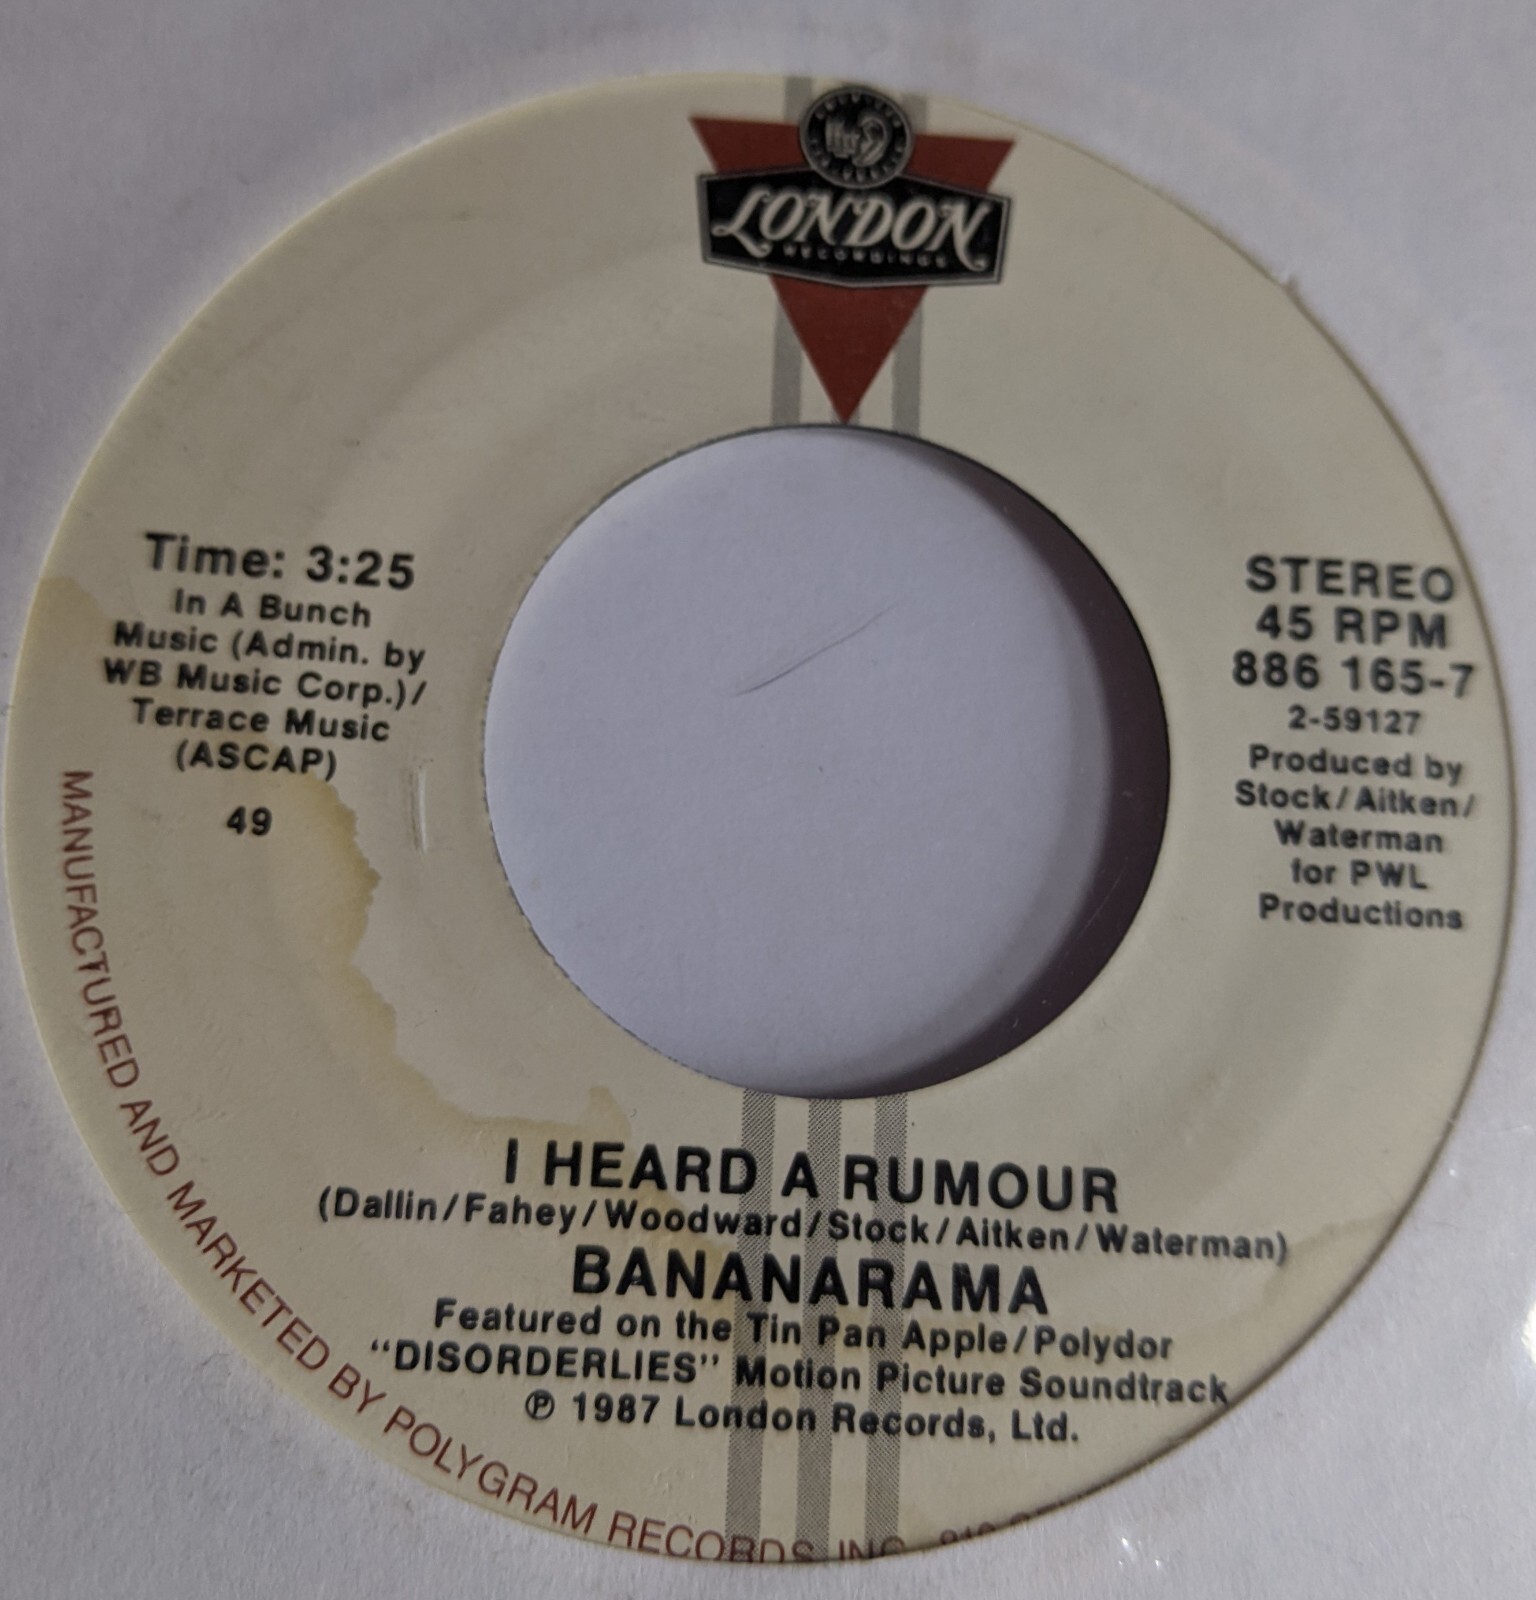 LONDON
RECORDINGS
Time: 3:25
In A Bunch
Music (Admin. by
WB Music Corp.)/
Terrace Music
(ASCAP)
49
STEREO
45 RPM
886 165-7
2-59127
Produced by
Stock/Aitken/
Waterman
for PWL
Productions
I HEARD A RUMOUR
(Dallin/Fahey/Woodward/Stock/Aitken/Waterman)
BANANARAMA
Featured on the Tin Pan Apple/Polydor
"DISORDERLIES" Motion Picture Soundtrack
℗ 1987 London Records, Ltd.
MANUFACTURED AND MARKETED BY POLYGRAM RECORDS, INC.